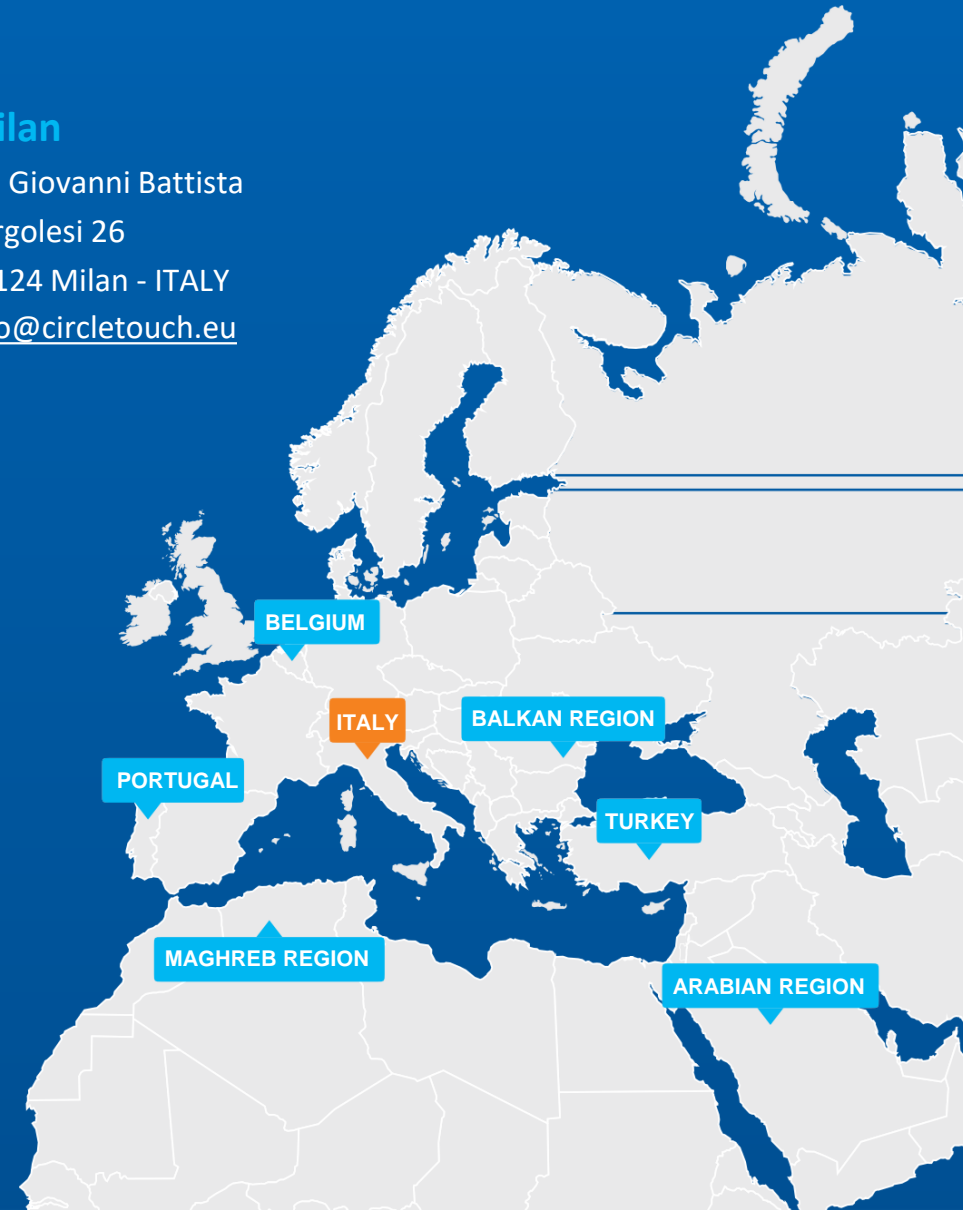 ilan
Giovanni Battista
rgolesi 26
124 Milan - ITALY
o@circletouch.eu
BELGIUM
ITALY
BALKAN REGION
PORTUGAL
TURKEY
MAGHREB REGION
ARABIAN REGION